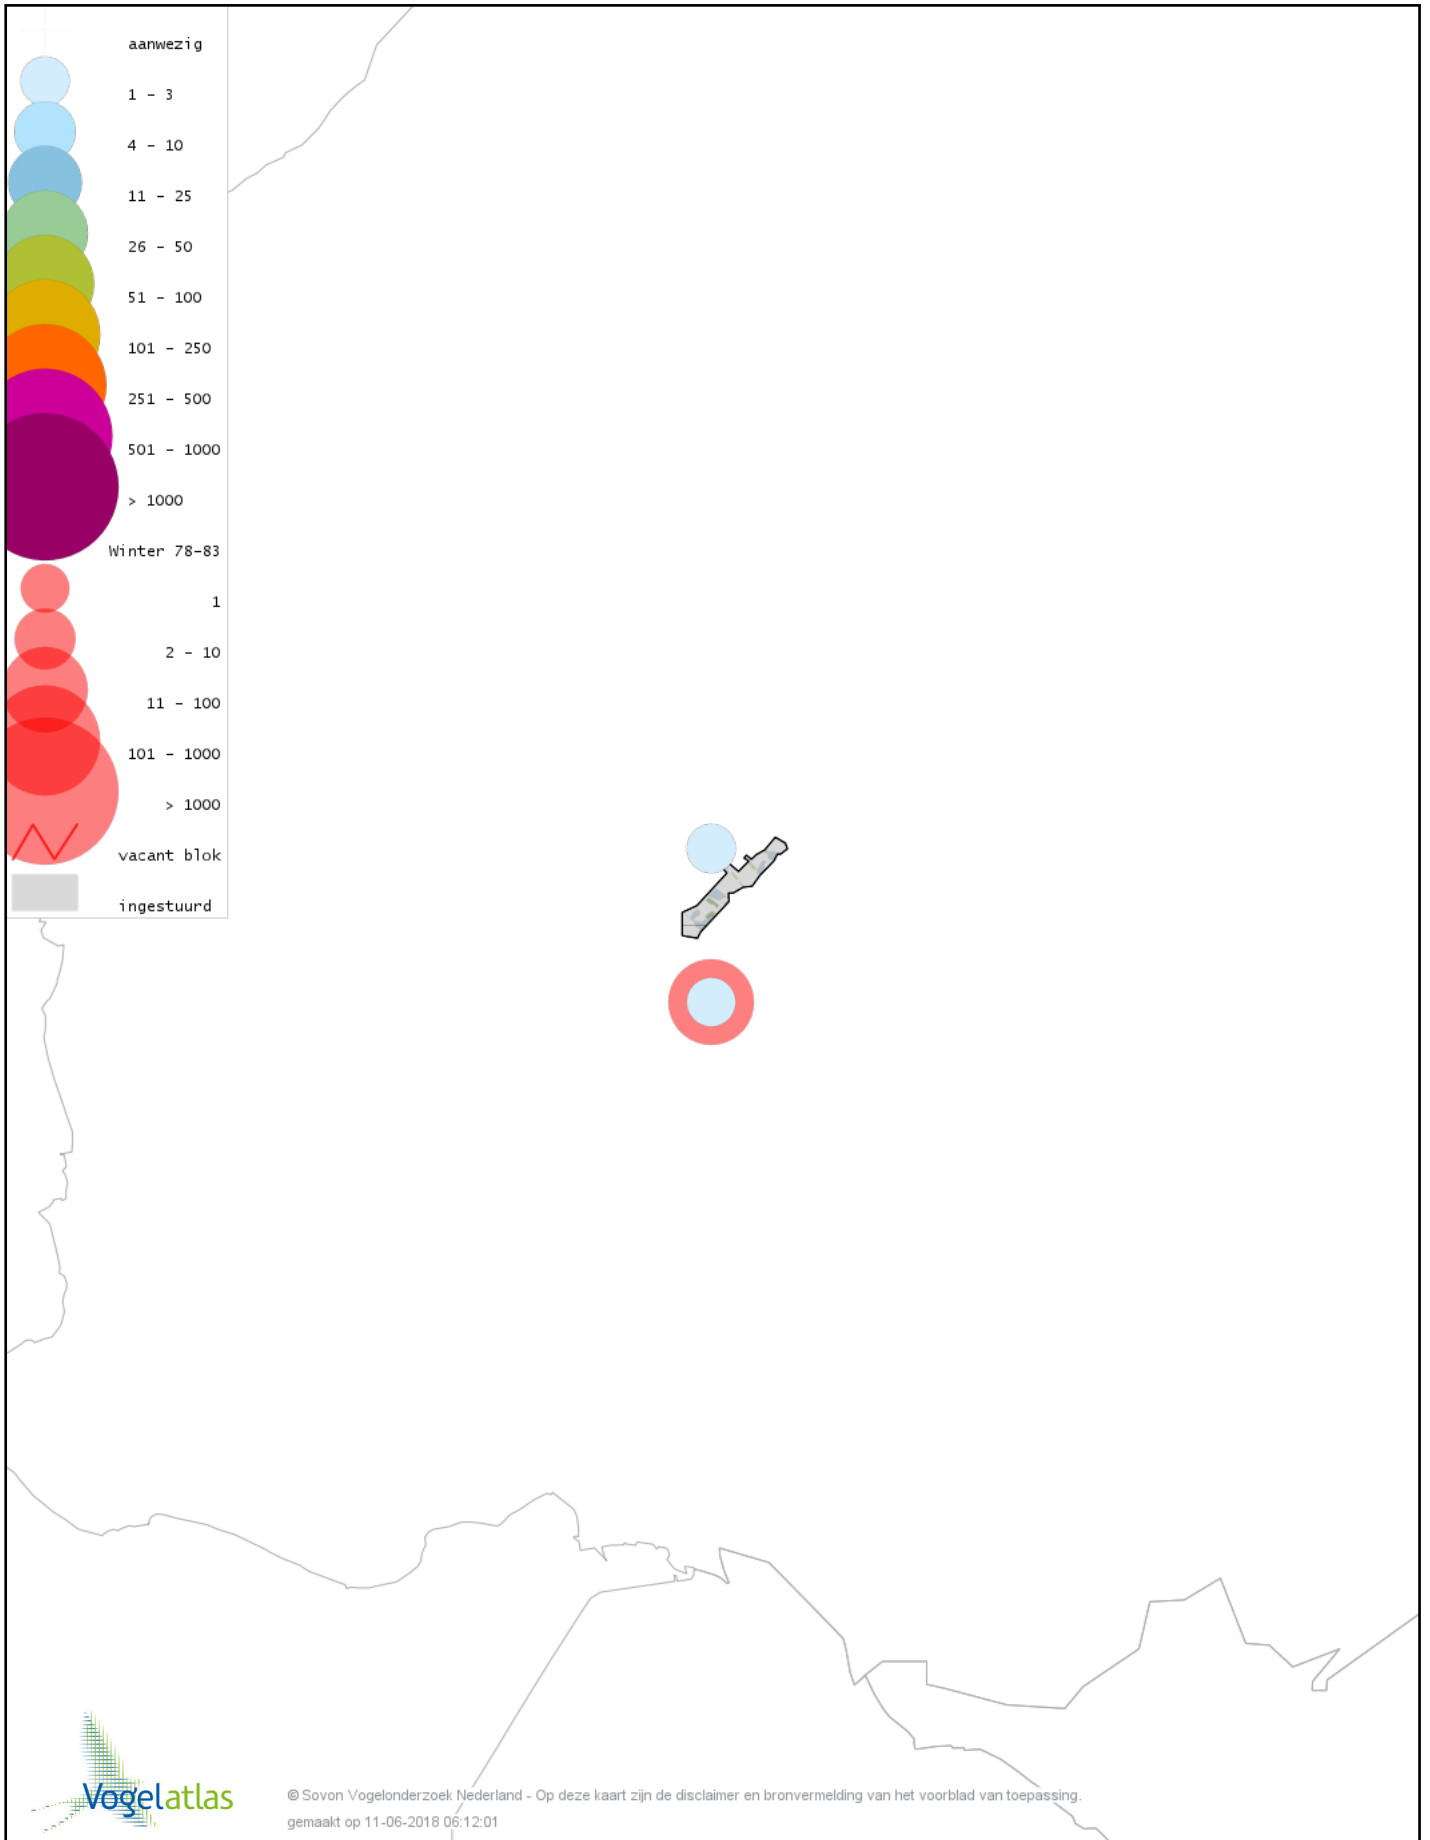 aanwezig
1 - 3
4 - 10
11 - 25
26 - 50
51 - 100
101 - 250
251 - 500
501 - 1000
> 1000
Winter 78-83
1
2 - 10
11 - 100
101 - 1000
> 1000
vacant blok
ingestuurd
Vogelatlas
© Sovon Vogelonderzoek Nederland - Op deze kaart zijn de disclaimer en bronvermelding van het voorblad van toepassing.
gemaakt op 11-06-2018 06:12:01